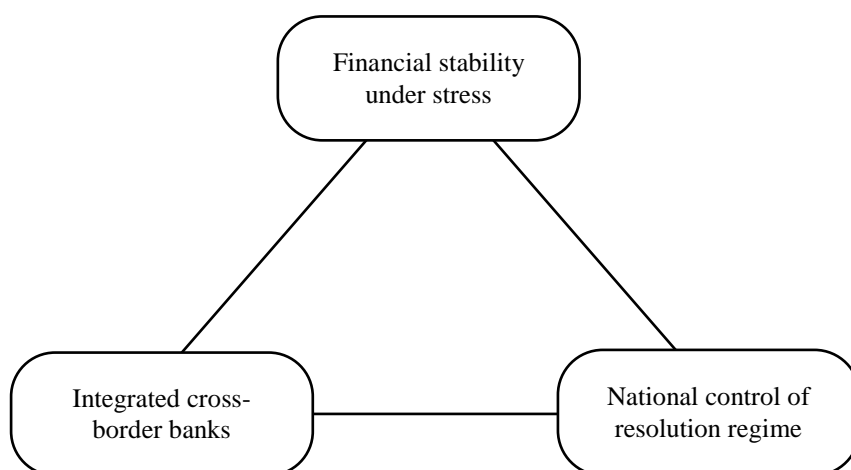 Financial stability
under stress
Integrated cross-
border banks
National control of
resolution regime